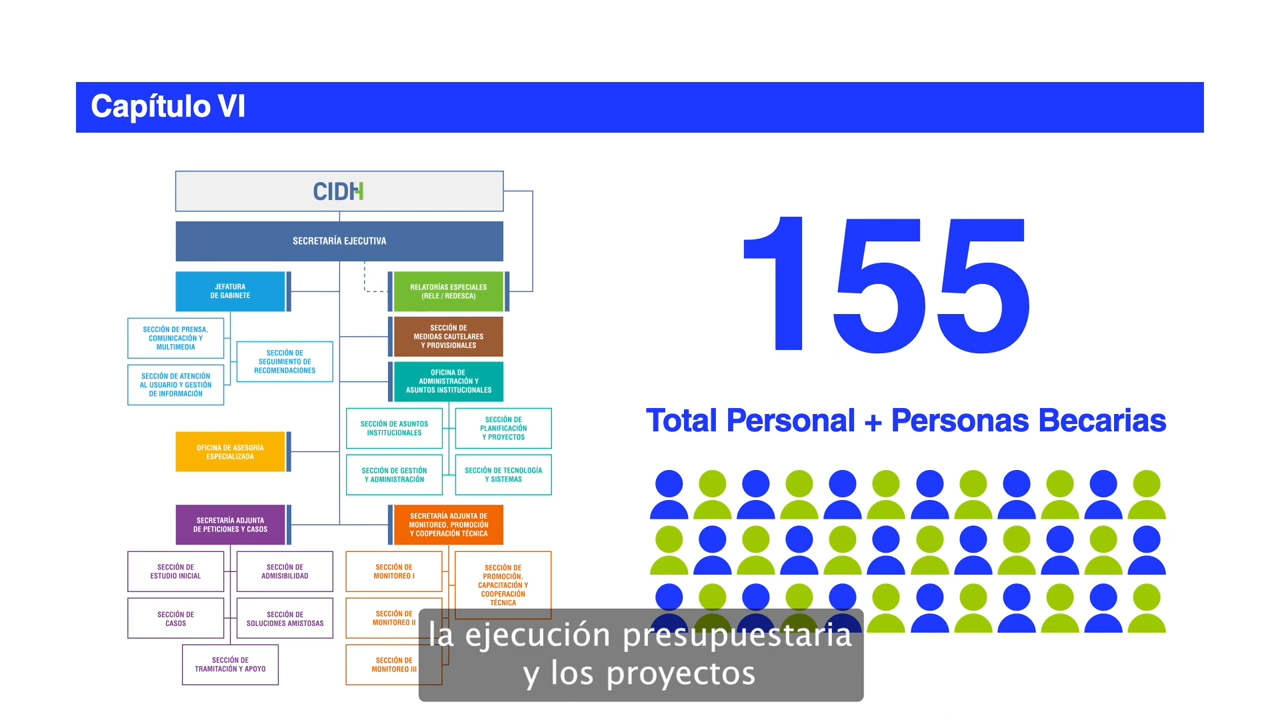 Capítulo VI
CIDH
SECRETARÍA EJECUTIVA
JEFATURA
DE GABINETE
RELATORÍAS ESPECIALES
(RELE / REDESCA)
SECCIÓN DE PRENSA,
COMUNICACIÓN Y
MULTIMEDIA
SECCIÓN DE
SEGUIMIENTO DE
RECOMENDACIONES
SECCIÓN DE ATENCIÓN
AL USUARIO Y GESTIÓN
DE INFORMACIÓN
SECCIÓN DE
MEDIDAS CAUTELARES
Y PROVISIONALES
OFICINA DE
ADMINISTRACIÓN Y
ASUNTOS INSTITUCIONALES
SECCIÓN DE ASUNTOS
INSTITUCIONALES
SECCIÓN DE
PLANIFICACIÓN
Y PROYECTOS
SECCIÓN DE GESTIÓN
Y ADMINISTRACIÓN
SECCIÓN DE TECNOLOGÍA
Y SISTEMAS
OFICINA DE ASESORÍA
ESPECIALIZADA
SECRETARÍA ADJUNTA
DE PETICIONES Y CASOS
SECRETARÍA ADJUNTA DE
MONITOREO, PROMOCIÓN
Y COOPERACIÓN TÉCNICA
SECCIÓN DE
ESTUDIO INICIAL
SECCIÓN DE
ADMISIBILIDAD
SECCIÓN DE
CASOS
SECCIÓN DE
SOLUCIONES AMISTOSAS
SECCIÓN DE
TRAMITACIÓN Y APOYO
SECCIÓN DE
MONITOREO I
SECCIÓN DE
PROMOCIÓN,
CAPACITACIÓN Y
COOPERACIÓN
TÉCNICA
SECCIÓN DE
MONITOREO II
SECCIÓN DE
MONITOREO III
155
Total Personal + Personas Becarias
la ejecución presupuestaria
y los proyectos